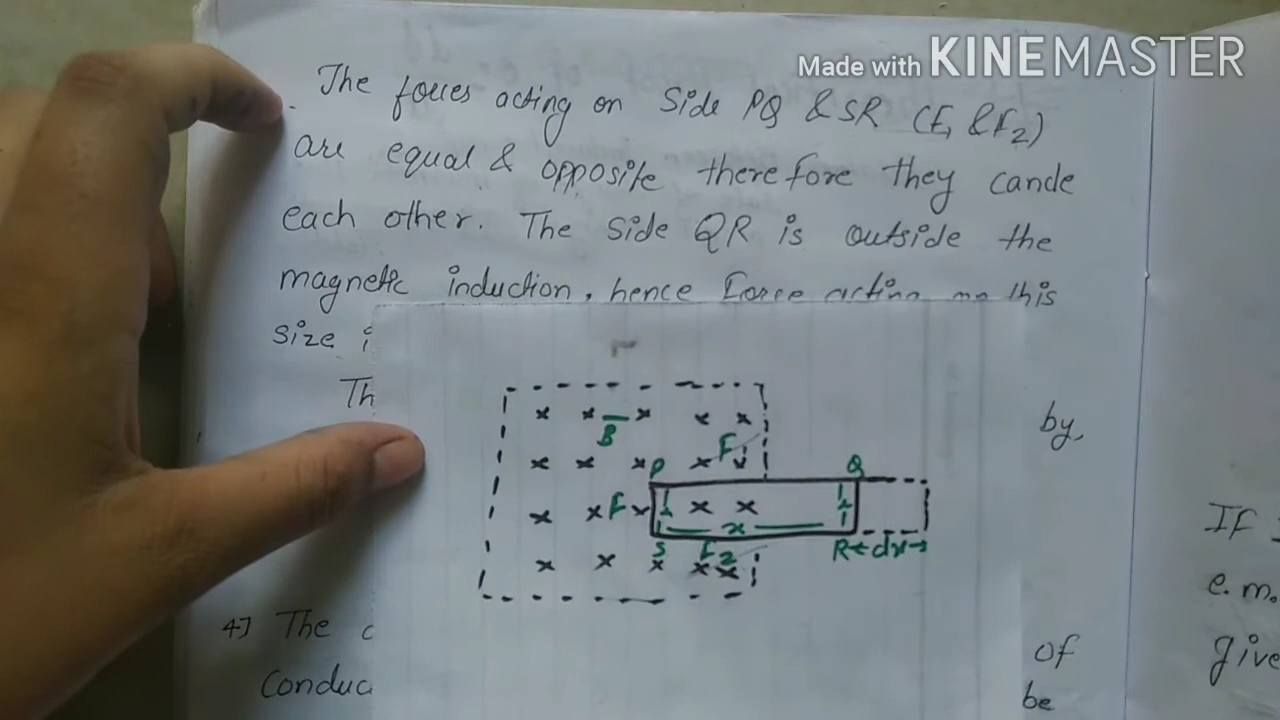 Made with KINEMASTER
The forces acting on side PQ & SR (F1 & F2)
are equal & opposite therefore they cancle
each other. The side QR is outside the
magnetic induction, hence Force acting on this
size
Th
by,
B
P
F1
Q
F
L
x
L
S
F2
R
dx
4] The
of
Conduc
be
If
e.m.
give